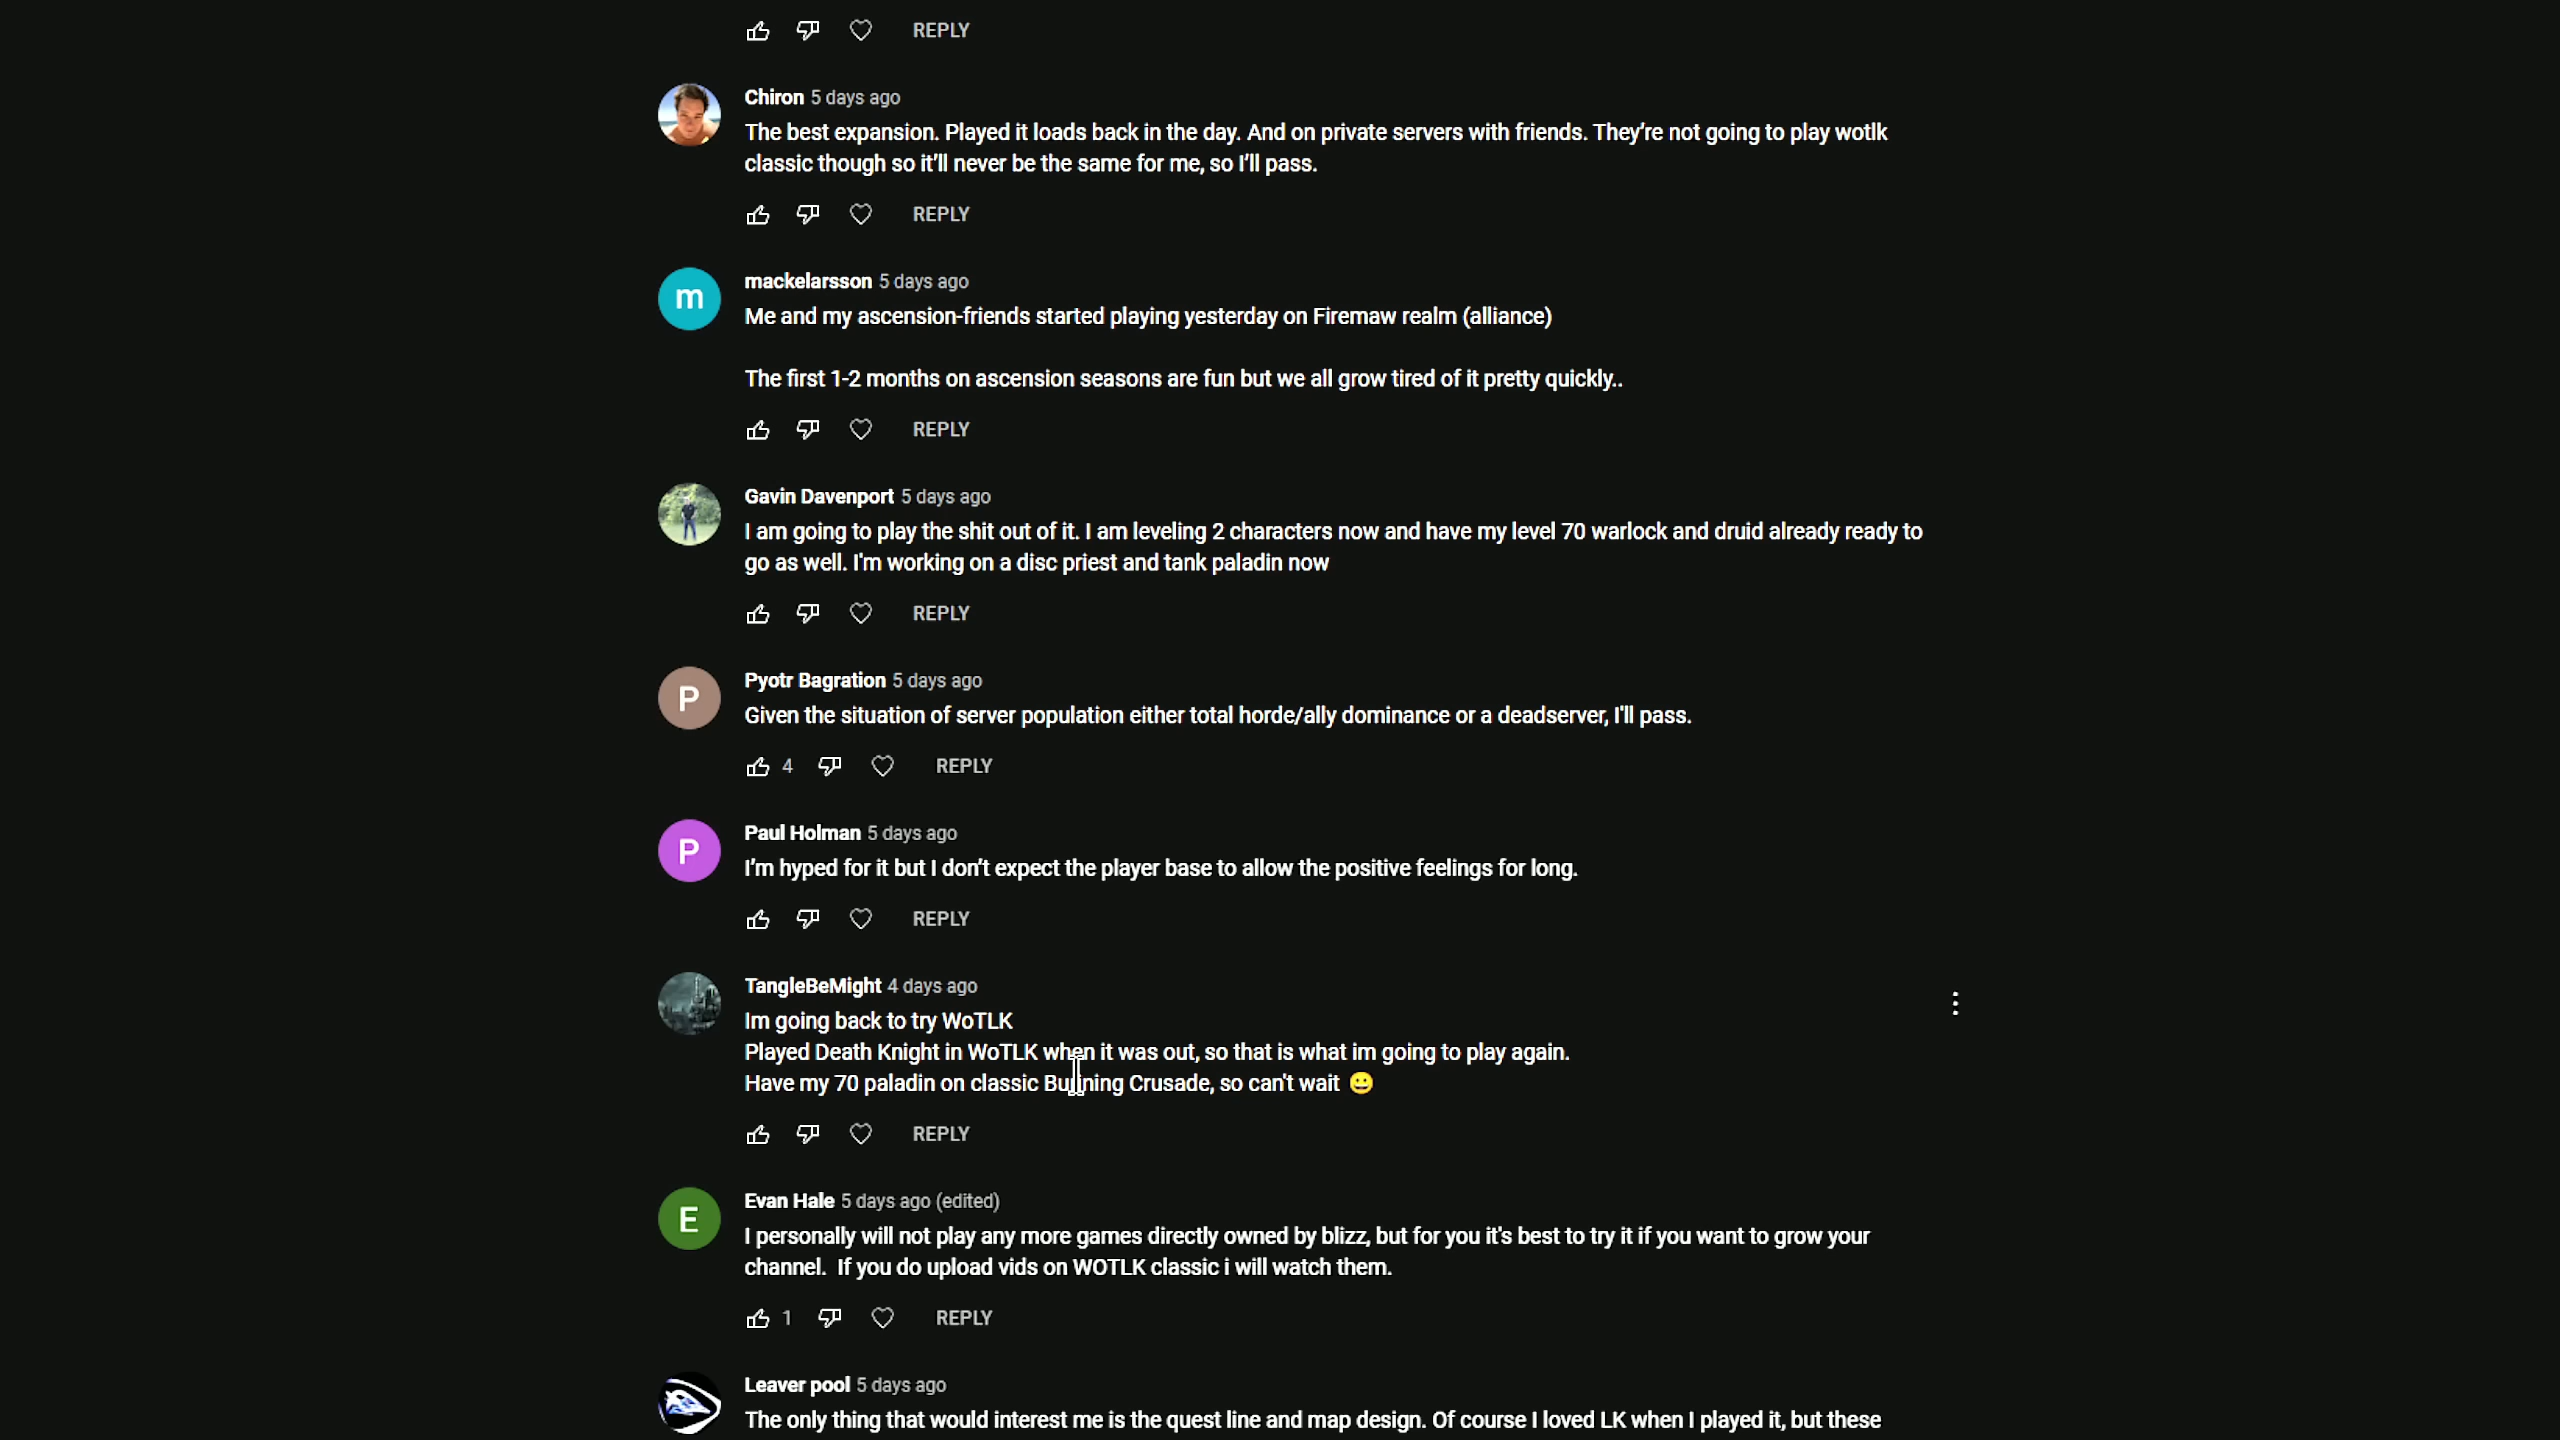 REPLY
Chiron 5 days ago
The best expansion. Played it loads back in the day. And on private servers with friends. They're not going to play wotlk
classic though so it'll never be the same for me, so I'll pass.
REPLY
m
mackelarsson 5 days ago
Me and my ascension-friends started playing yesterday on Firemaw realm (alliance)
The first 1-2 months on ascension seasons are fun but we all grow tired of it pretty quickly..
REPLY
Gavin Davenport 5 days ago
I am going to play the shit out of it. I am leveling 2 characters now and have my level 70 warlock and druid already ready to
go as well. I'm working on a disc priest and tank paladin now
REPLY
P
Pyotr Bagration 5 days ago
Given the situation of server population either total horde/ally dominance or a deadserver, I'll pass.
4 REPLY
P
Paul Holman 5 days ago
I'm hyped for it but I don't expect the player base to allow the positive feelings for long.
REPLY
TangleBeMight 4 days ago
Im going back to try WoTLK
Played Death Knight in WoTLK when it was out, so that is what im going to play again.
Have my 70 paladin on classic Burining Crusade, so can't wait 😀
REPLY
E
Evan Hale 5 days ago (edited)
I personally will not play any more games directly owned by blizz, but for you it's best to try it if you want to grow your
channel. If you do upload vids on WOTLK classic i will watch them.
1 REPLY
Leaver pool 5 days ago
The only thing that would interest me is the quest line and map design. Of course I loved LK when I played it, but these